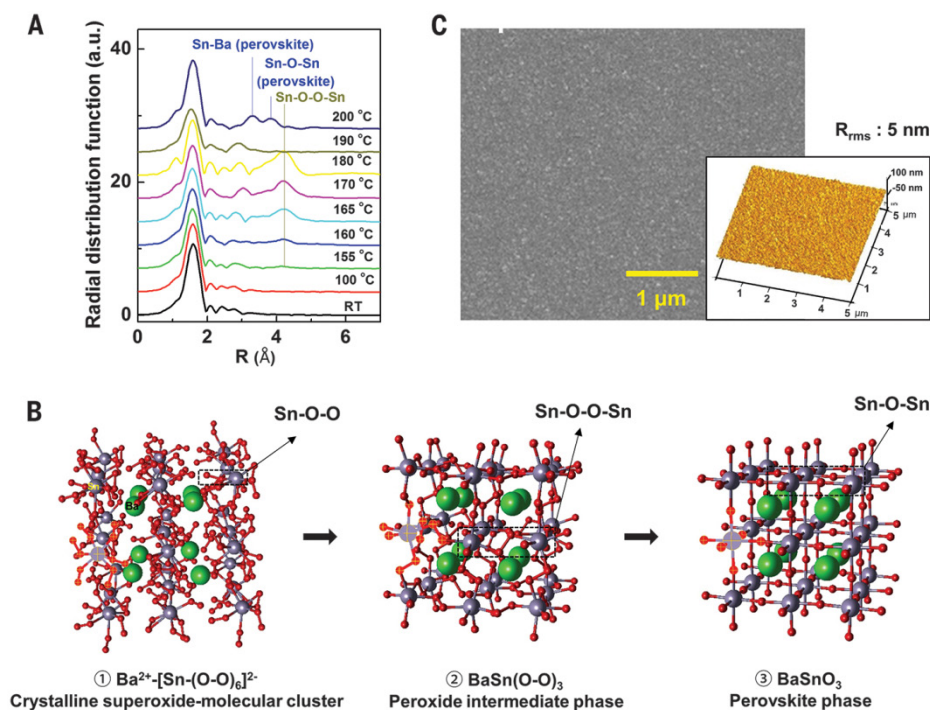 A
Radial distribution function (a.u.)
40
20
0
Sn-Ba (perovskite)
Sn-O-Sn
(perovskite)
Sn-O-O-Sn
200 °C
190 °C
180 °C
170 °C
165 °C
160 °C
155 °C
100 °C
RT
0 2 4 6
R (Å)
C
1 µm
Rrms : 5 nm
100 nm
-50 nm
5 µm
4
3
2
1
1
2
3
4
5 µm
B
Sn-O-O
Sn-O-O-Sn
Sn-O-Sn
Sn
Ba
① Ba²⁺-[Sn-(O-O)₆]²⁻
Crystalline superoxide-molecular cluster
② BaSn(O-O)₃
Peroxide intermediate phase
③ BaSnO₃
Perovskite phase